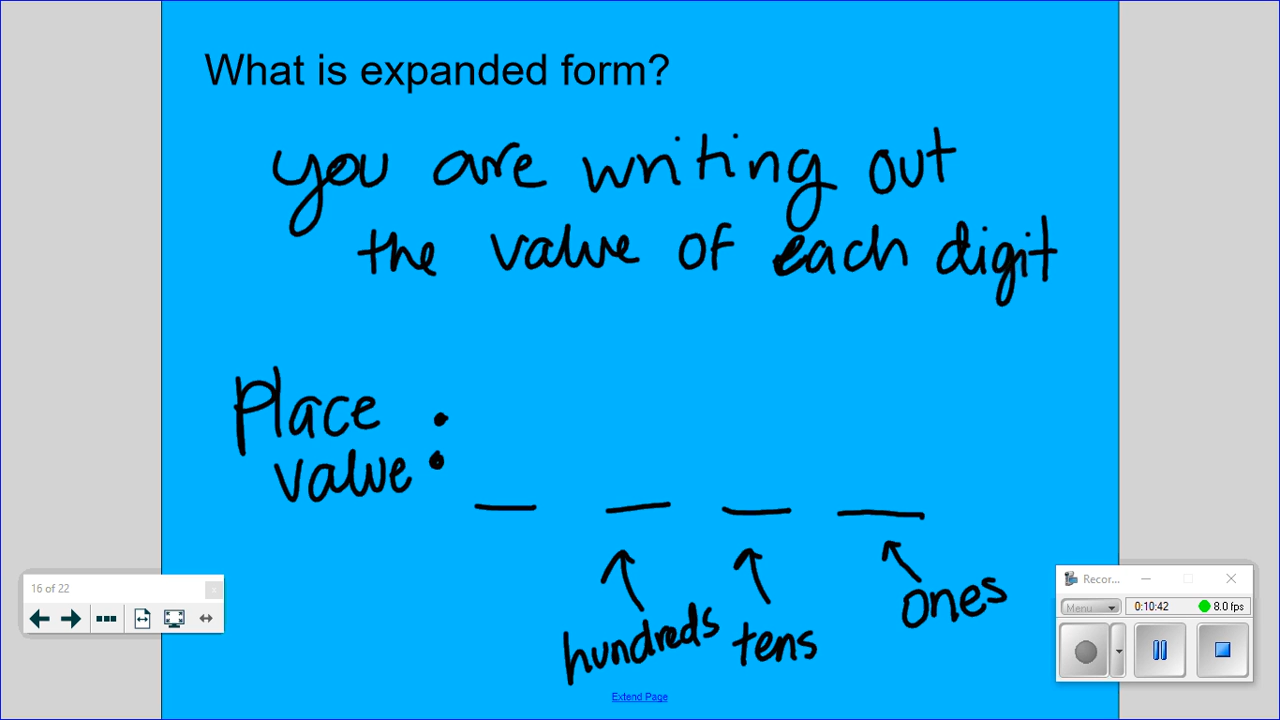 What is expanded form?
you are writing out
the value of each digit
Place
value:
hundreds tens ones
Extend Page
16 of 22
Recor...
Menu
0:10:42
8.0 fps